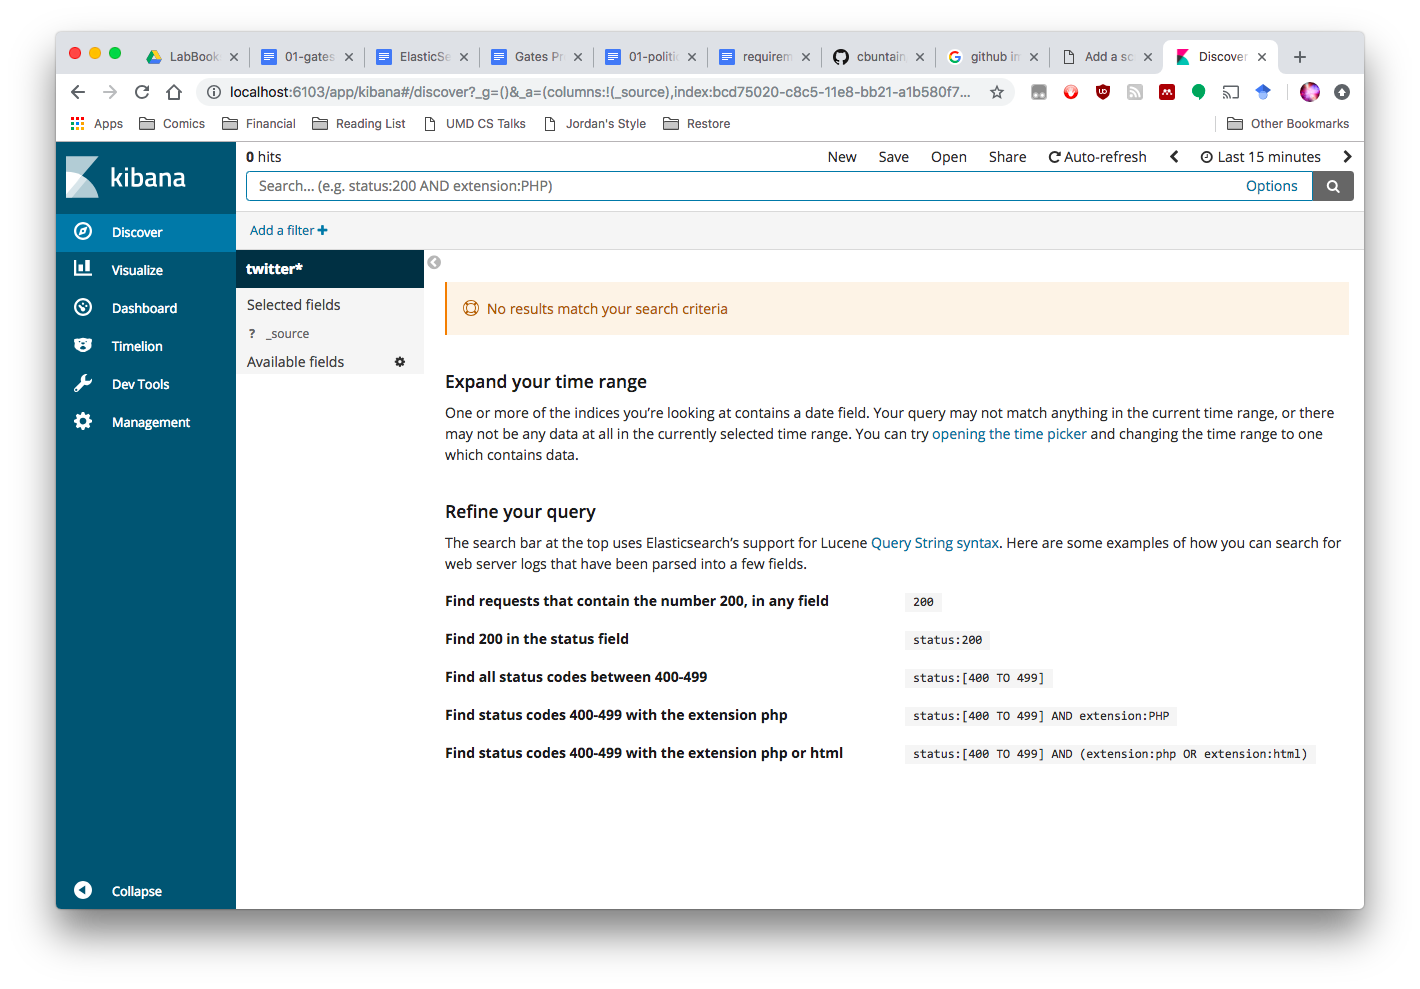 LabBook
01-gates
ElasticSe
Gates Pr
01-politic
requirem
cbuntain
github im
Add a sc
Discover
localhost:6103/app/kibana#/discover?_g=()&_a=(columns:!(_source),index:bcd75020-c8c5-11e8-bb21-a1b580f7...
Apps
Comics
Financial
Reading List
UMD CS Talks
Jordan's Style
Restore
Other Bookmarks
kibana
Discover
Visualize
Dashboard
Timelion
Dev Tools
Management
Collapse
0 hits
New
Save
Open
Share
Auto-refresh
Last 15 minutes
Search... (e.g. status:200 AND extension:PHP)
Options
Add a filter +
twitter*
Selected fields
? _source
Available fields
No results match your search criteria
Expand your time range
One or more of the indices you're looking at contains a date field. Your query may not match anything in the current time range, or there
may not be any data at all in the currently selected time range. You can try opening the time picker and changing the time range to one
which contains data.
Refine your query
The search bar at the top uses Elasticsearch's support for Lucene Query String syntax. Here are some examples of how you can search for
web server logs that have been parsed into a few fields.
Find requests that contain the number 200, in any field
200
Find 200 in the status field
status:200
Find all status codes between 400-499
status:[400 TO 499]
Find status codes 400-499 with the extension php
status:[400 TO 499] AND extension:PHP
Find status codes 400-499 with the extension php or html
status:[400 TO 499] AND (extension:php OR extension:html)